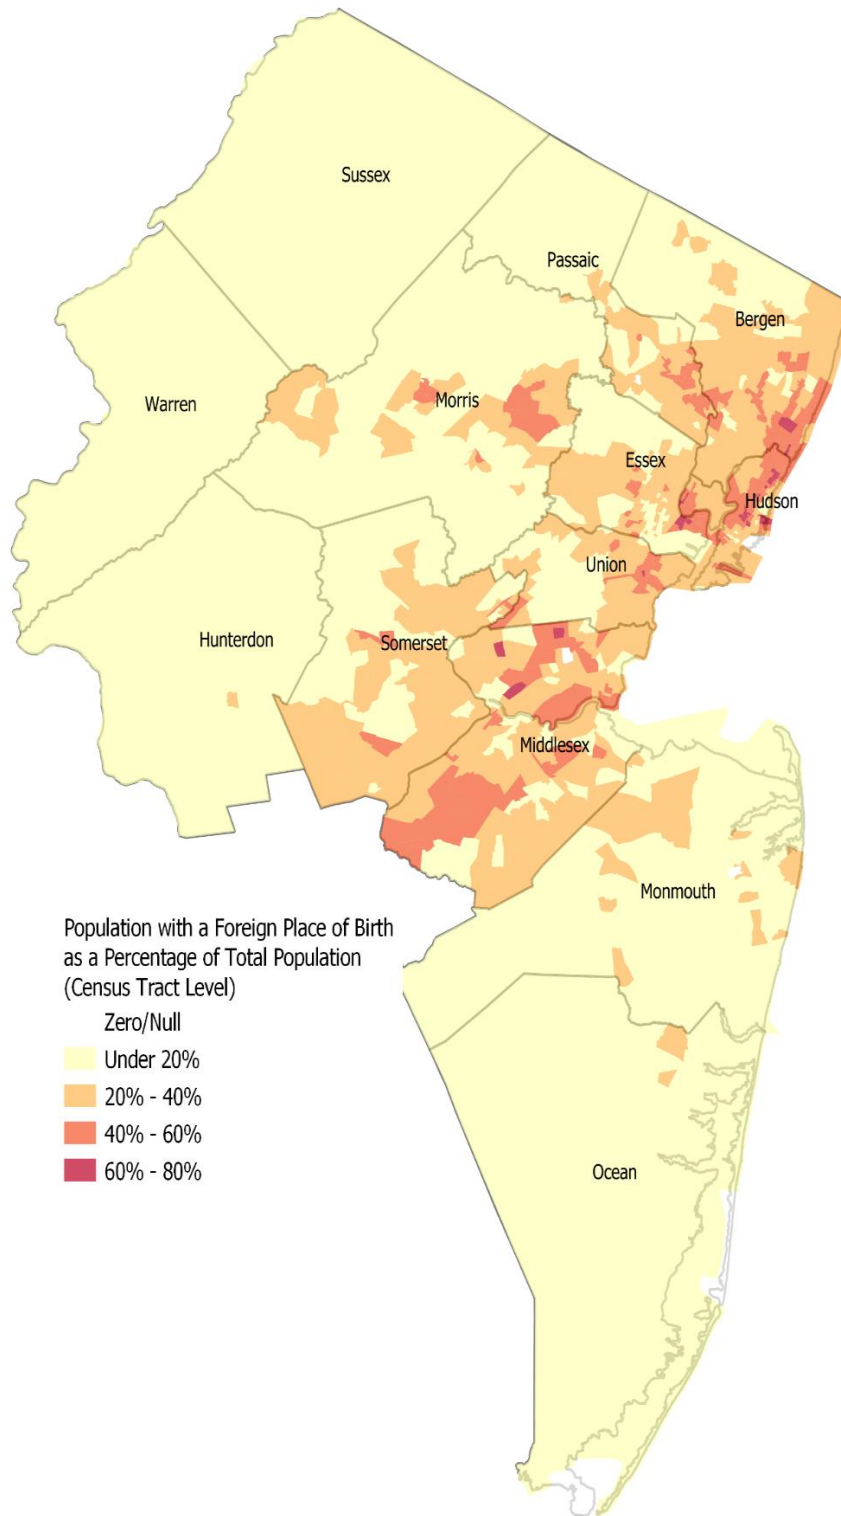 Sussex
Passaic
Bergen
Warren
Morris
Essex
Hudson
Union
Hunterdon
Somerset
Middlesex
Monmouth
Population with a Foreign Place of Birth
as a Percentage of Total Population
(Census Tract Level)
Zero/Null
Under 20%
20% - 40%
40% - 60%
60% - 80%
Ocean